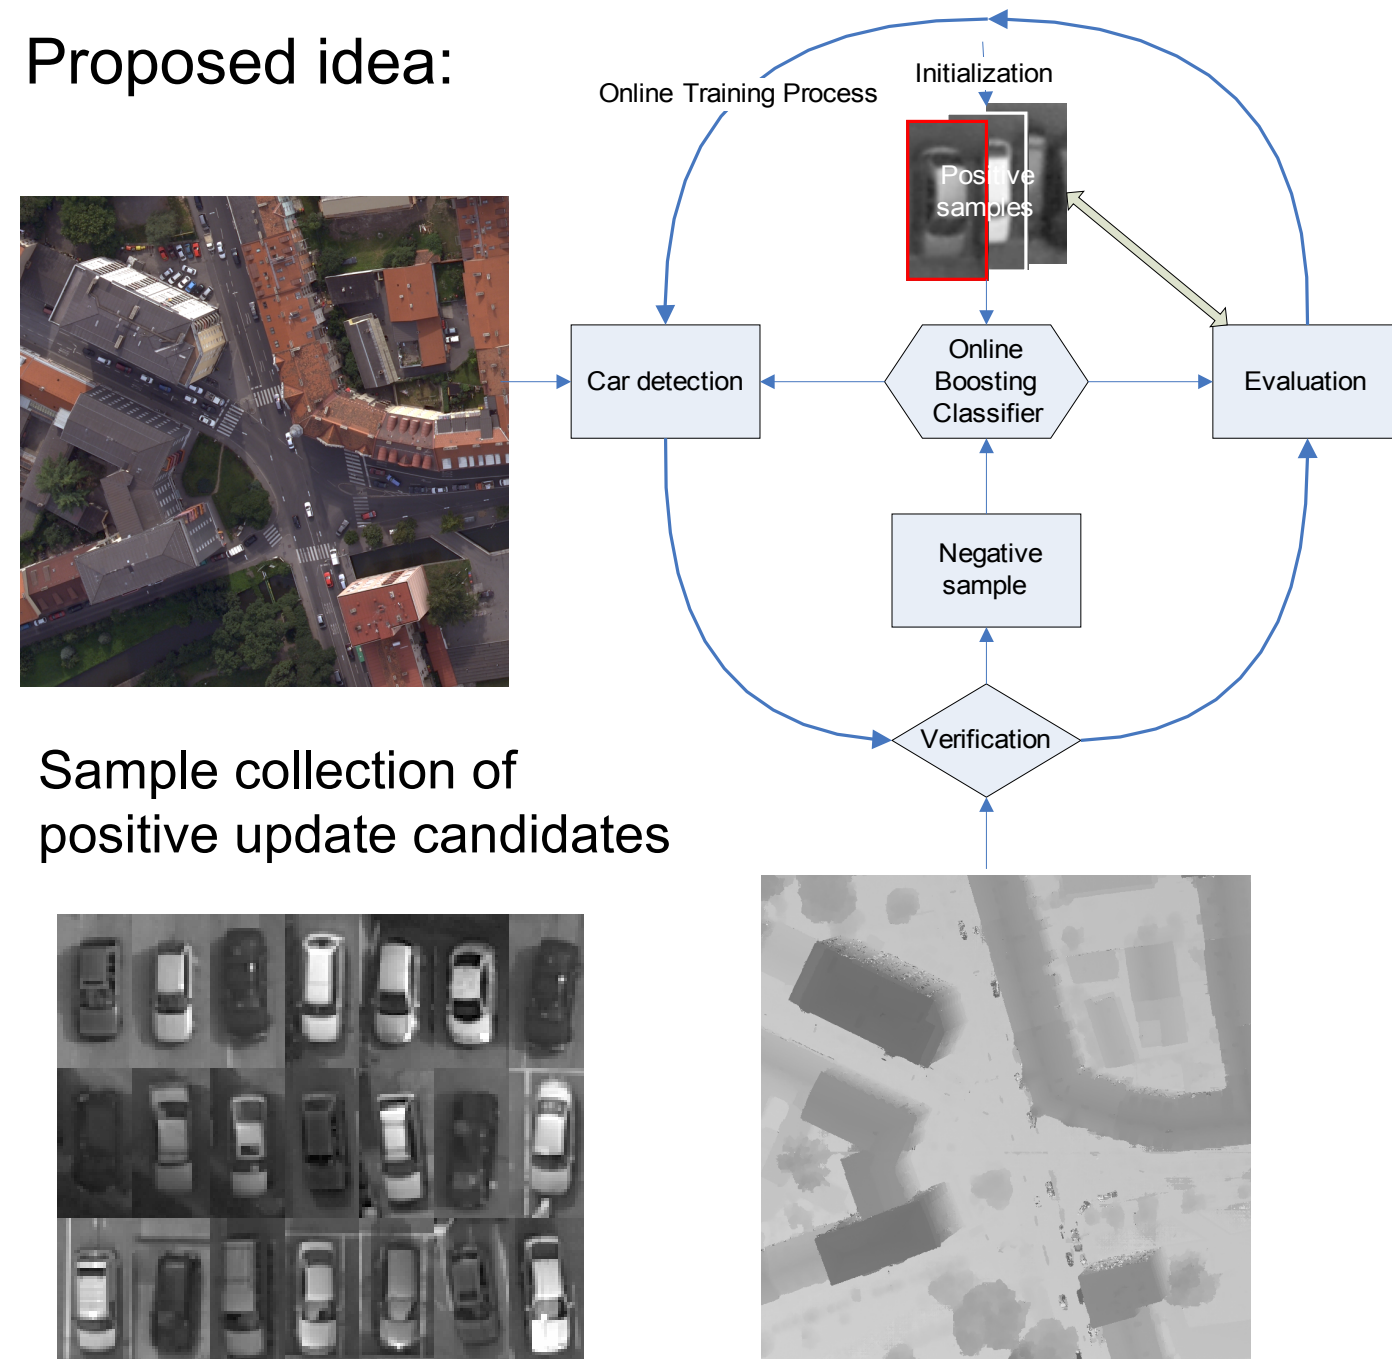 Proposed idea:
Online Training Process
Initialization
Positive
samples
Car detection
Online
Boosting
Classifier
Evaluation
Negative
sample
Verification
Sample collection of
positive update candidates